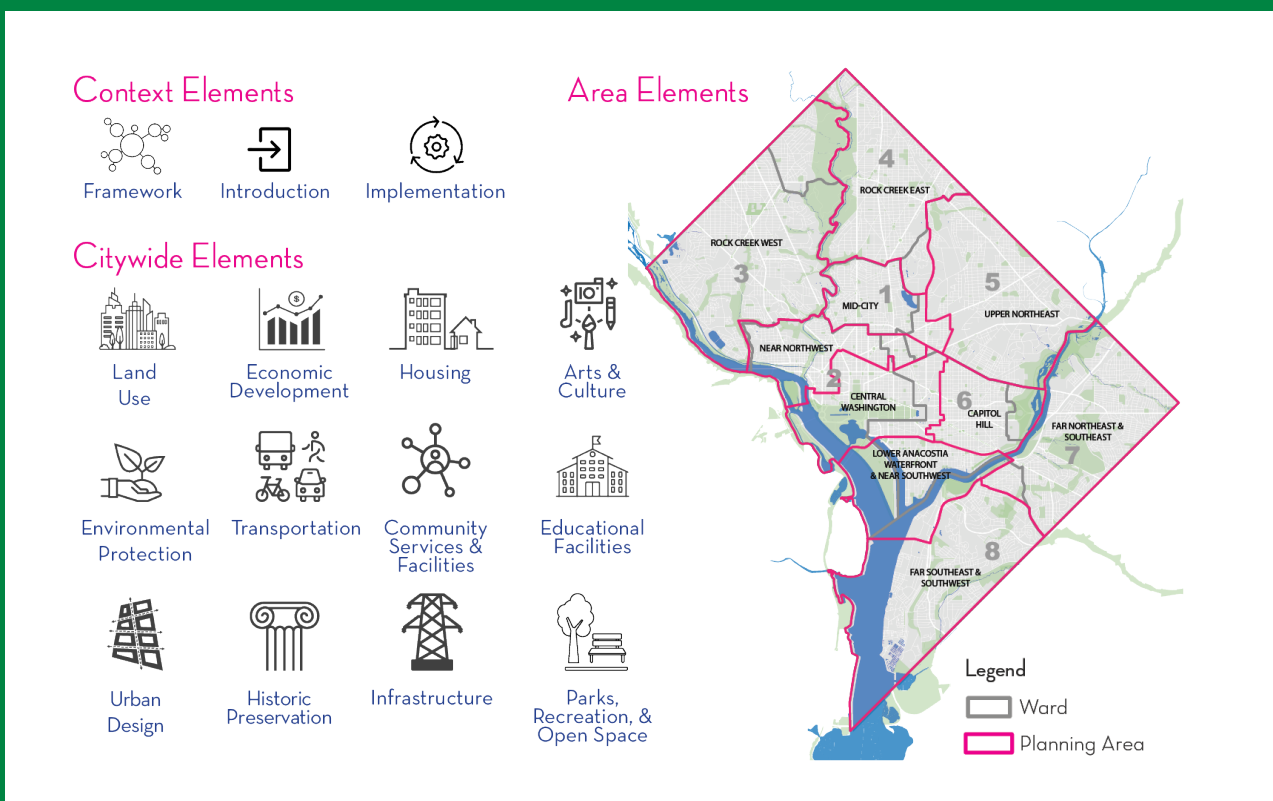 Context Elements
Framework
Introduction
Implementation
Citywide Elements
Land
Use
Economic
Development
Housing
Arts &
Culture
Environmental
Protection
Transportation
Community
Services &
Facilities
Educational
Facilities
Urban
Design
Historic
Preservation
Infrastructure
Parks,
Recreation, &
Open Space
Area Elements
4
ROCK CREEK EAST
ROCK CREEK WEST
3
5
1
MID-CITY
UPPER NORTHEAST
NEAR NORTHWEST
2
CENTRAL
WASHINGTON
6
CAPITOL
HILL
FAR NORTHEAST &
SOUTHEAST
7
LOWER ANACOSTIA
WATERFRONT
& NEAR SOUTHWEST
8
FAR SOUTHEAST &
SOUTHWEST
Legend
Ward
Planning Area